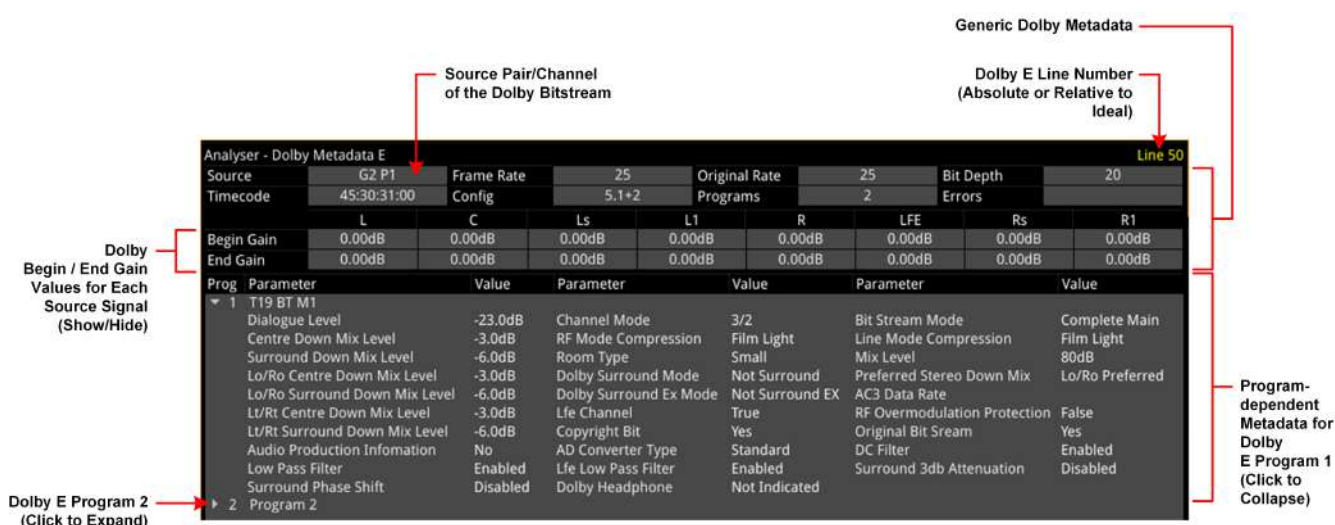 Generic Dolby Metadata
Source Pair/Channel
of the Dolby Bitstream
Dolby E Line Number
(Absolute or Relative to
Ideal)
Analyser - Dolby Metadata E Line 50
Source G2 P1 Frame Rate 25 Original Rate 25 Bit Depth 20
Timecode 45:30:31:00 Config 5.1+2 Programs 2 Errors
L C Ls L1 R LFE Rs R1
Begin Gain 0.00dB 0.00dB 0.00dB 0.00dB 0.00dB 0.00dB 0.00dB 0.00dB
End Gain 0.00dB 0.00dB 0.00dB 0.00dB 0.00dB 0.00dB 0.00dB 0.00dB
Dolby
Begin / End Gain
Values for Each
Source Signal
(Show/Hide)
Prog Parameter Value Parameter Value Parameter Value
1 T19 BT M1
Dialogue Level -23.0dB Channel Mode 3/2 Bit Stream Mode Complete Main
Centre Down Mix Level -3.0dB RF Mode Compression Film Light Line Mode Compression Film Light
Surround Down Mix Level -6.0dB Room Type Small Mix Level 80dB
Lo/Ro Centre Down Mix Level -3.0dB Dolby Surround Mode Not Surround Preferred Stereo Down Mix Lo/Ro Preferred
Lo/Ro Surround Down Mix Level -6.0dB Dolby Surround Ex Mode Not Surround EX AC3 Data Rate
Lt/Rt Centre Down Mix Level -3.0dB Lfe Channel True RF Overmodulation Protection False
Lt/Rt Surround Down Mix Level -6.0dB Copyright Bit Yes Original Bit Sream Yes
Audio Production Infomation No AD Converter Type Standard DC Filter Enabled
Low Pass Filter Enabled Lfe Low Pass Filter Enabled Surround 3db Attenuation Disabled
Surround Phase Shift Disabled Dolby Headphone Not Indicated
2 Program 2
Program-
dependent
Metadata for
Dolby
E Program 1
(Click to
Collapse)
Dolby E Program 2
(Click to Expand)